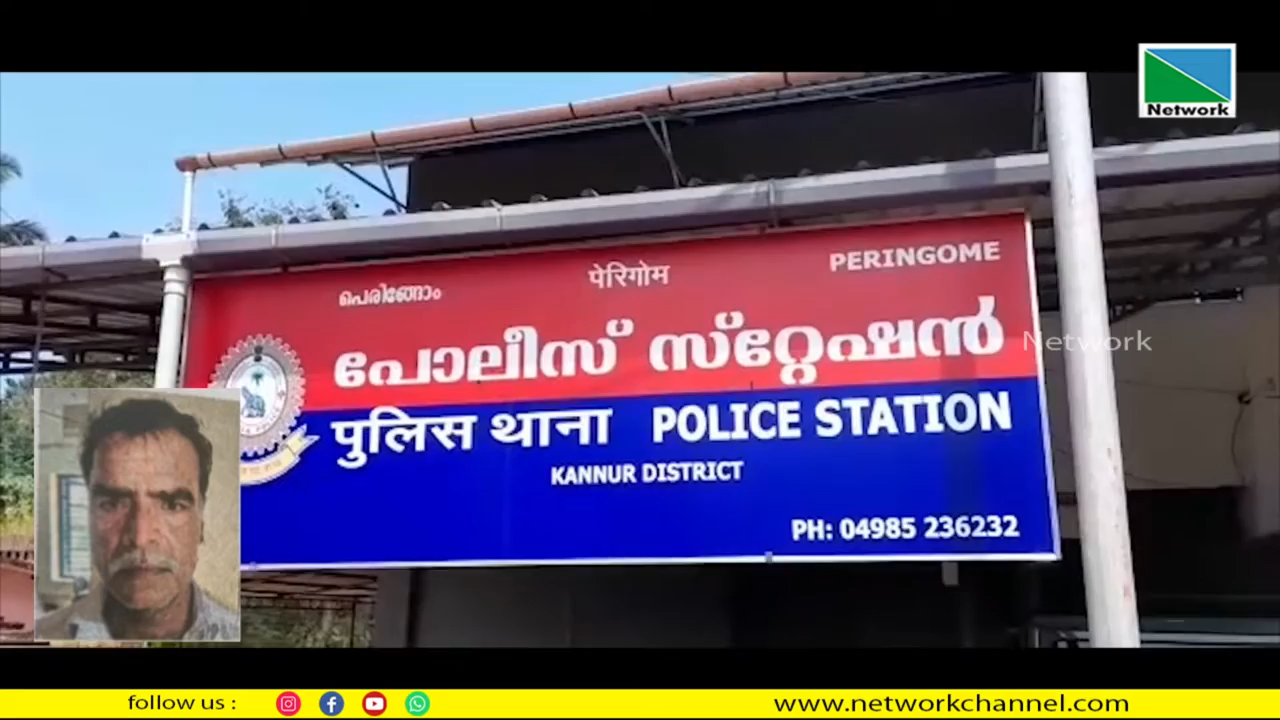 Network
പെരിങ്ങോം
पेरिंगोम
PERINGOME
പോലീസ് സ്റ്റേഷൻ
Network
पुलिस थाना POLICE STATION
KANNUR DISTRICT
PH: 04985 236232
follow us :
www.networkchannel.com